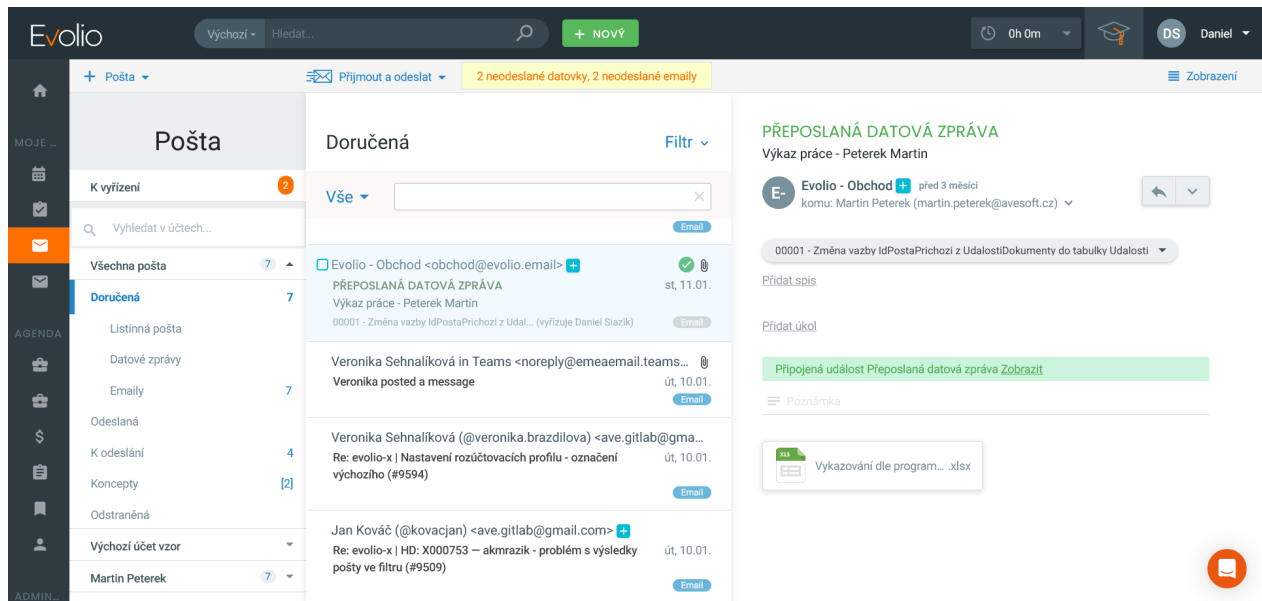 Evolio
Výchozí
Hledat...
+ NOVÝ
0h 0m
DS
Daniel
+ Pošta
Přijmout a odeslat
2 neodeslané datovky, 2 neodeslané emaily
Zobrazení
MOJE ...
AGENDA
ADMIN...
Pošta
K vyřízení 2
Vyhledat v účtech...
Všechna pošta 7
Doručená 7
Listinná pošta
Datové zprávy
Emaily 7
Odeslaná
K odeslání 4
Koncepty [2]
Odstraněná
Výchozí účet vzor
Martin Peterek 7
Doručená
Filtr
Vše
Email
Evolio - Obchod <obchod@evolio.email> +
PŘEPOSLANÁ DATOVÁ ZPRÁVA st, 11.01.
Výkaz práce - Peterek Martin
00001 - Změna vazby IdPostaPrichozi z Udal... (vyřizuje Daniel Siazik) Email
Veronika Sehnalíková in Teams <noreply@emeaemail.teams...
Veronika posted a message út, 10.01.
Email
Veronika Sehnalíková (@veronika.brazdilova) <ave.gitlab@gma...
Re: evolio-x | Nastavení rozúčtovacích profilu - označení út, 10.01.
výchozího (#9594)
Email
Jan Kováč (@kovacjan) <ave.gitlab@gmail.com> +
Re: evolio-x | HD: X000753 — akmrazik - problém s výsledky út, 10.01.
pošty ve filtru (#9509)
Email
PŘEPOSLANÁ DATOVÁ ZPRÁVA
Výkaz práce - Peterek Martin
E-
Evolio - Obchod + před 3 měsíci
komu: Martin Peterek (martin.peterek@avesoft.cz)
00001 - Změna vazby IdPostaPrichozi z UdalostiDokumenty do tabulky Udalosti
Přidat spis
Přidat úkol
Připojená událost Přeposlaná datová zpráva Zobrazit
Poznámka
XLS
Vykazování dle program... .xlsx